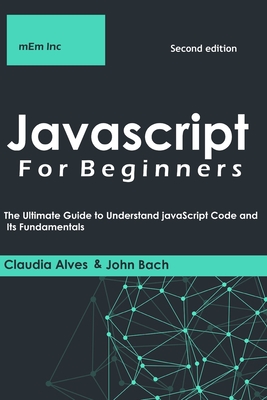 mEm Inc
Second edition
Javascript
For Beginners
The Ultimate Guide to Understand javaScript Code and
Its Fundamentals
Claudia Alves & John Bach